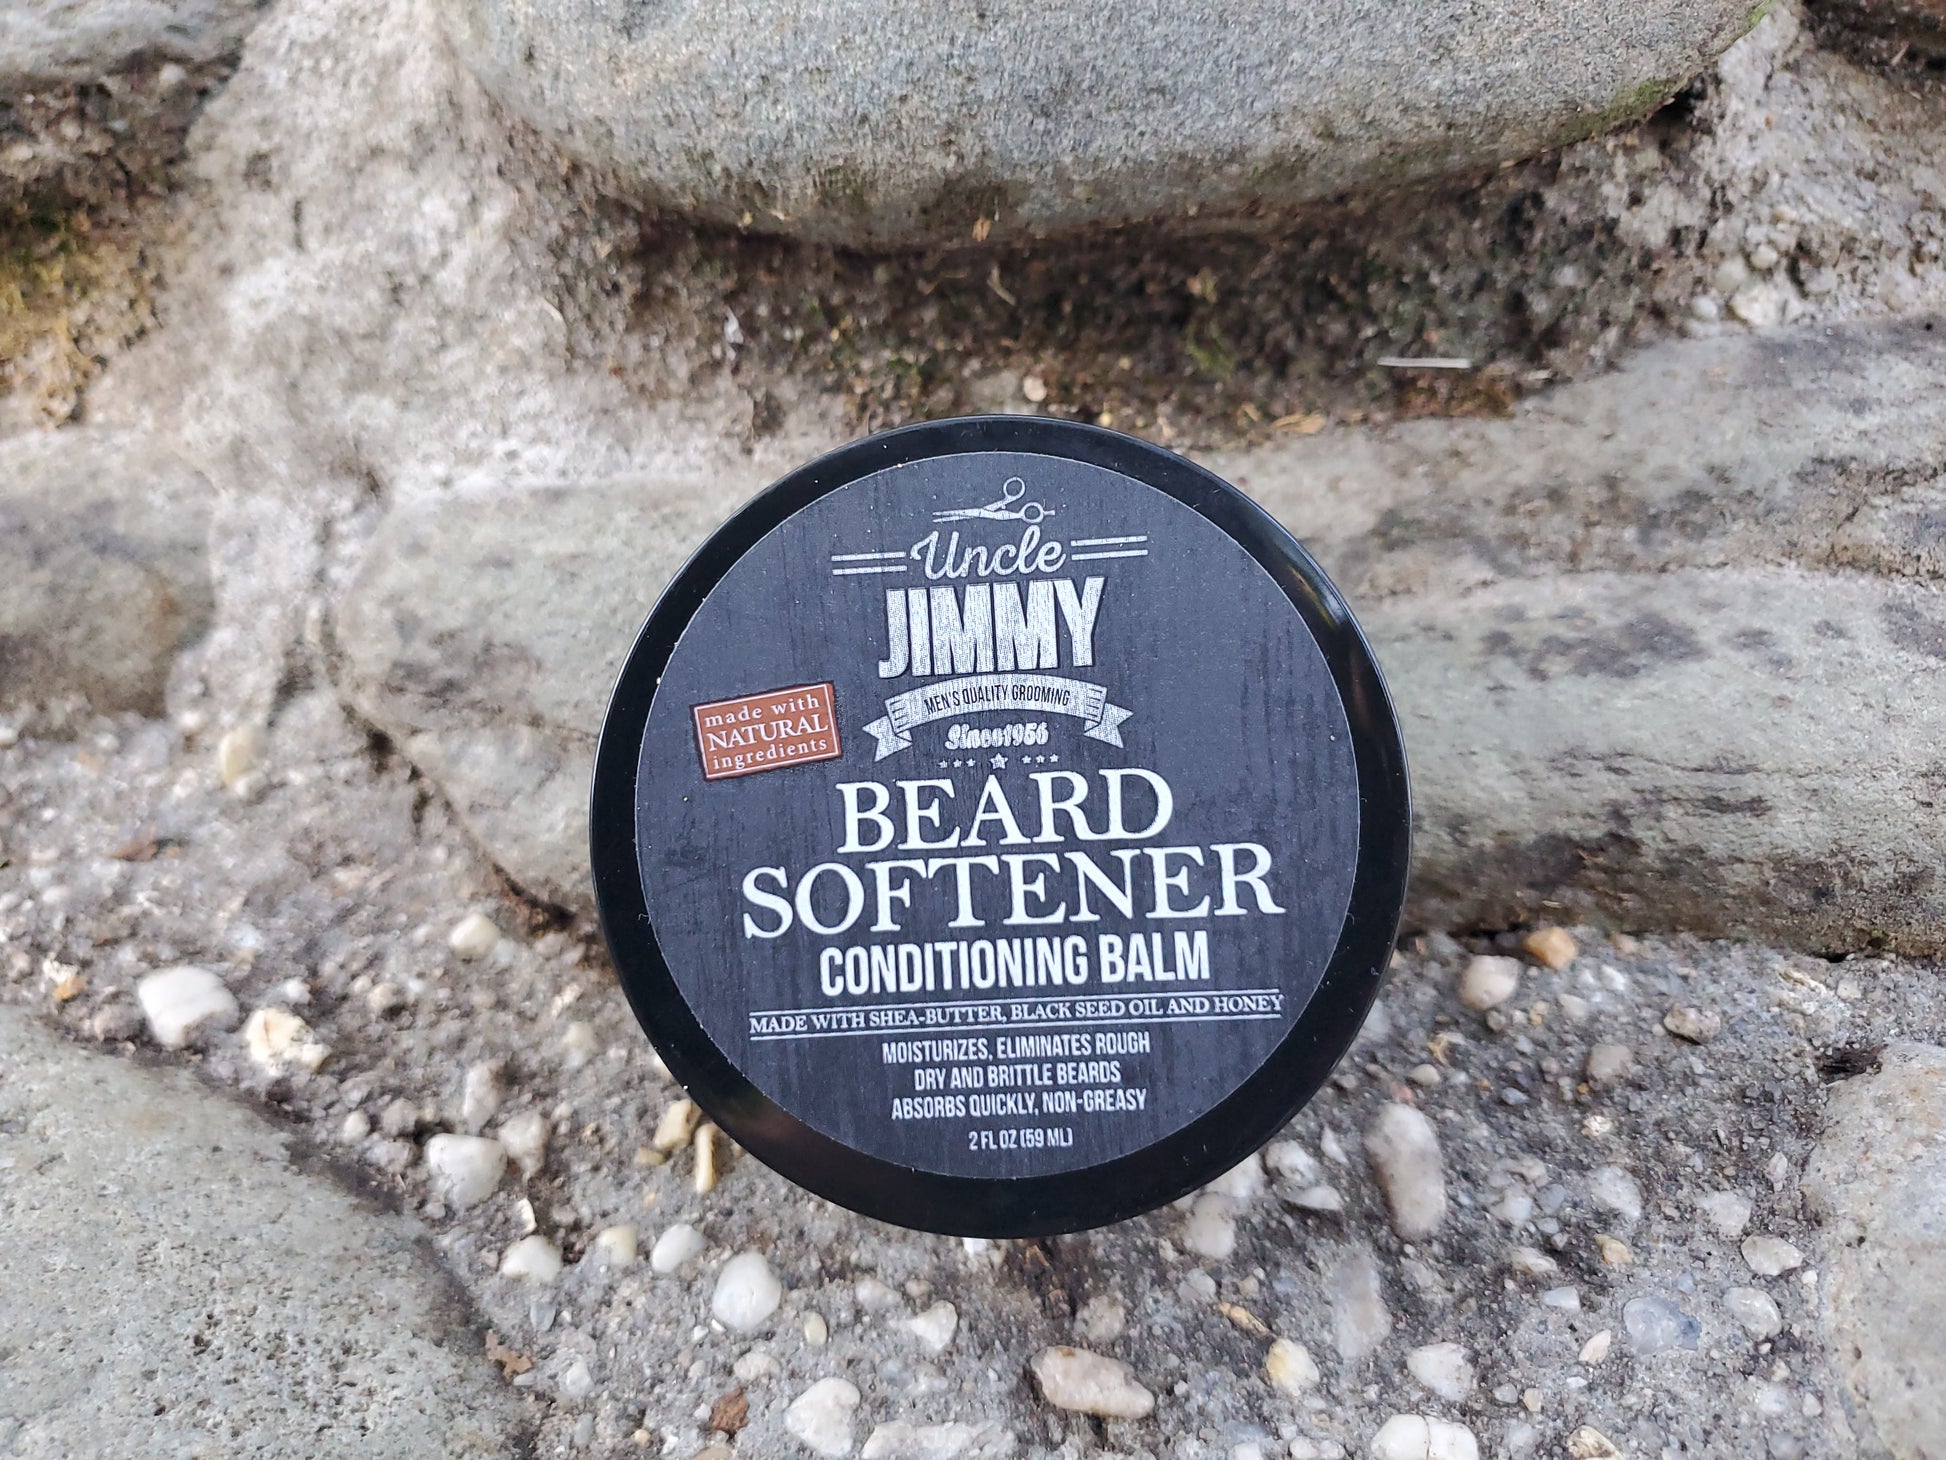 Uncle
JIMMY
MEN'S QUALITY GROOMING
Since1956
made with
NATURAL
ingredients
BEARD
SOFTENER
CONDITIONING BALM
MADE WITH SHEA-BUTTER, BLACK SEED OIL AND HONEY
MOISTURIZES, ELIMINATES ROUGH
DRY AND BRITTLE BEARDS
ABSORBS QUICKLY, NON-GREASY
2 FL OZ (59 ML)